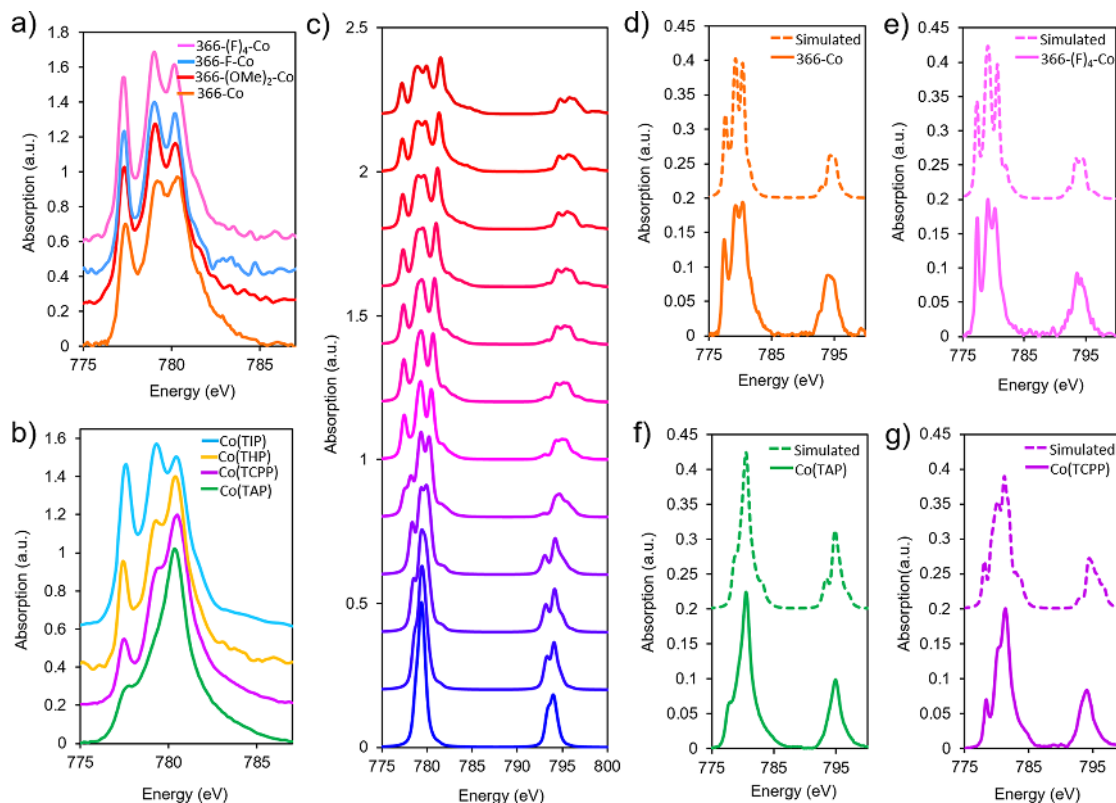 a)
1.8
1.6
1.4
1.2
1
0.8
0.6
0.4
0.2
0
Absorption (a.u.)
366-(F)₄-Co
366-F-Co
366-(OMe)₂-Co
366-Co
775 780 785
Energy (eV)
b)
1.6
1.4
1.2
1
0.8
0.6
0.4
0.2
0
Absorption (a.u.)
Co(TIP)
Co(THP)
Co(TCPP)
Co(TAP)
775 780 785
Energy (eV)
c)
2.5
2
1.5
1
0.5
0
Absorption (a.u.)
775 780 785 790 795 800
Energy (eV)
d)
0.45
0.4
0.35
0.3
0.25
0.2
0.15
0.1
0.05
0
Absorption (a.u.)
Simulated
366-Co
775 785 795
Energy (eV)
e)
0.45
0.4
0.35
0.3
0.25
0.2
0.15
0.1
0.05
0
Absorption (a.u.)
Simulated
366-(F)₄-Co
775 785 795
Energy (eV)
f)
0.45
0.4
0.35
0.3
0.25
0.2
0.15
0.1
0.05
0
Absorption (a.u.)
Simulated
Co(TAP)
775 785 795
Energy (eV)
g)
0.45
0.4
0.35
0.3
0.25
0.2
0.15
0.1
0.05
0
Absorption(a.u.)
Simulated
Co(TCPP)
775 785 795
Energy (eV)